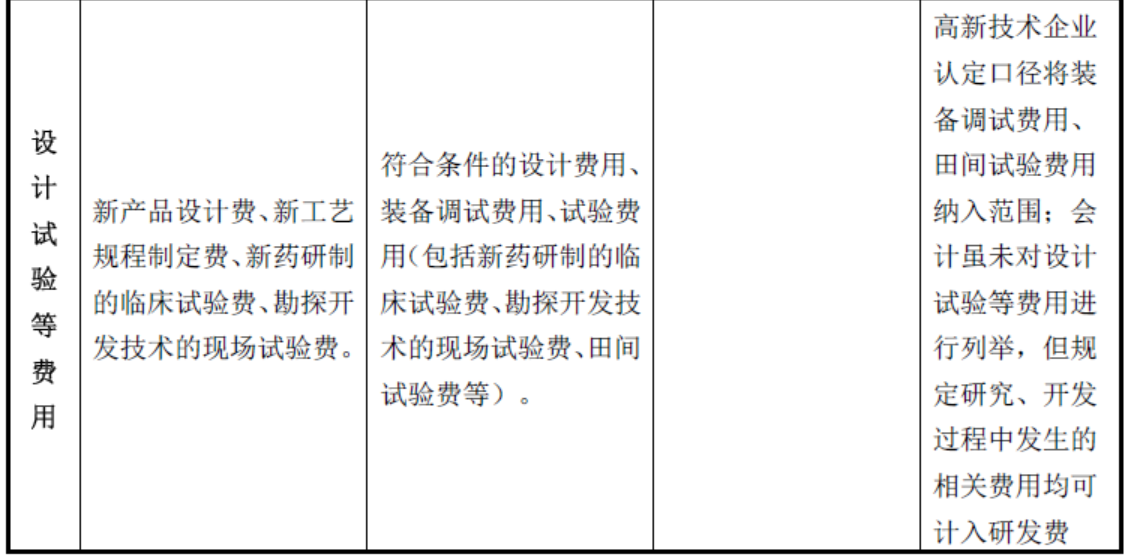 设
计
试
验
等
费
用
新产品设计费、新工艺
规程制定费、新药研制
的临床试验费、勘探开
发技术的现场试验费。
符合条件的设计费用、
装备调试费用、试验费
用（包括新药研制的临
床试验费、勘探开发技
术的现场试验费、田间
试验费等）。
高新技术企业
认定口径将装
备调试费用、
田间试验费用
纳入范围；会
计虽未对设计
试验等费用进
行列举，但规
定研究、开发
过程中发生的
相关费用均可
计入研发费